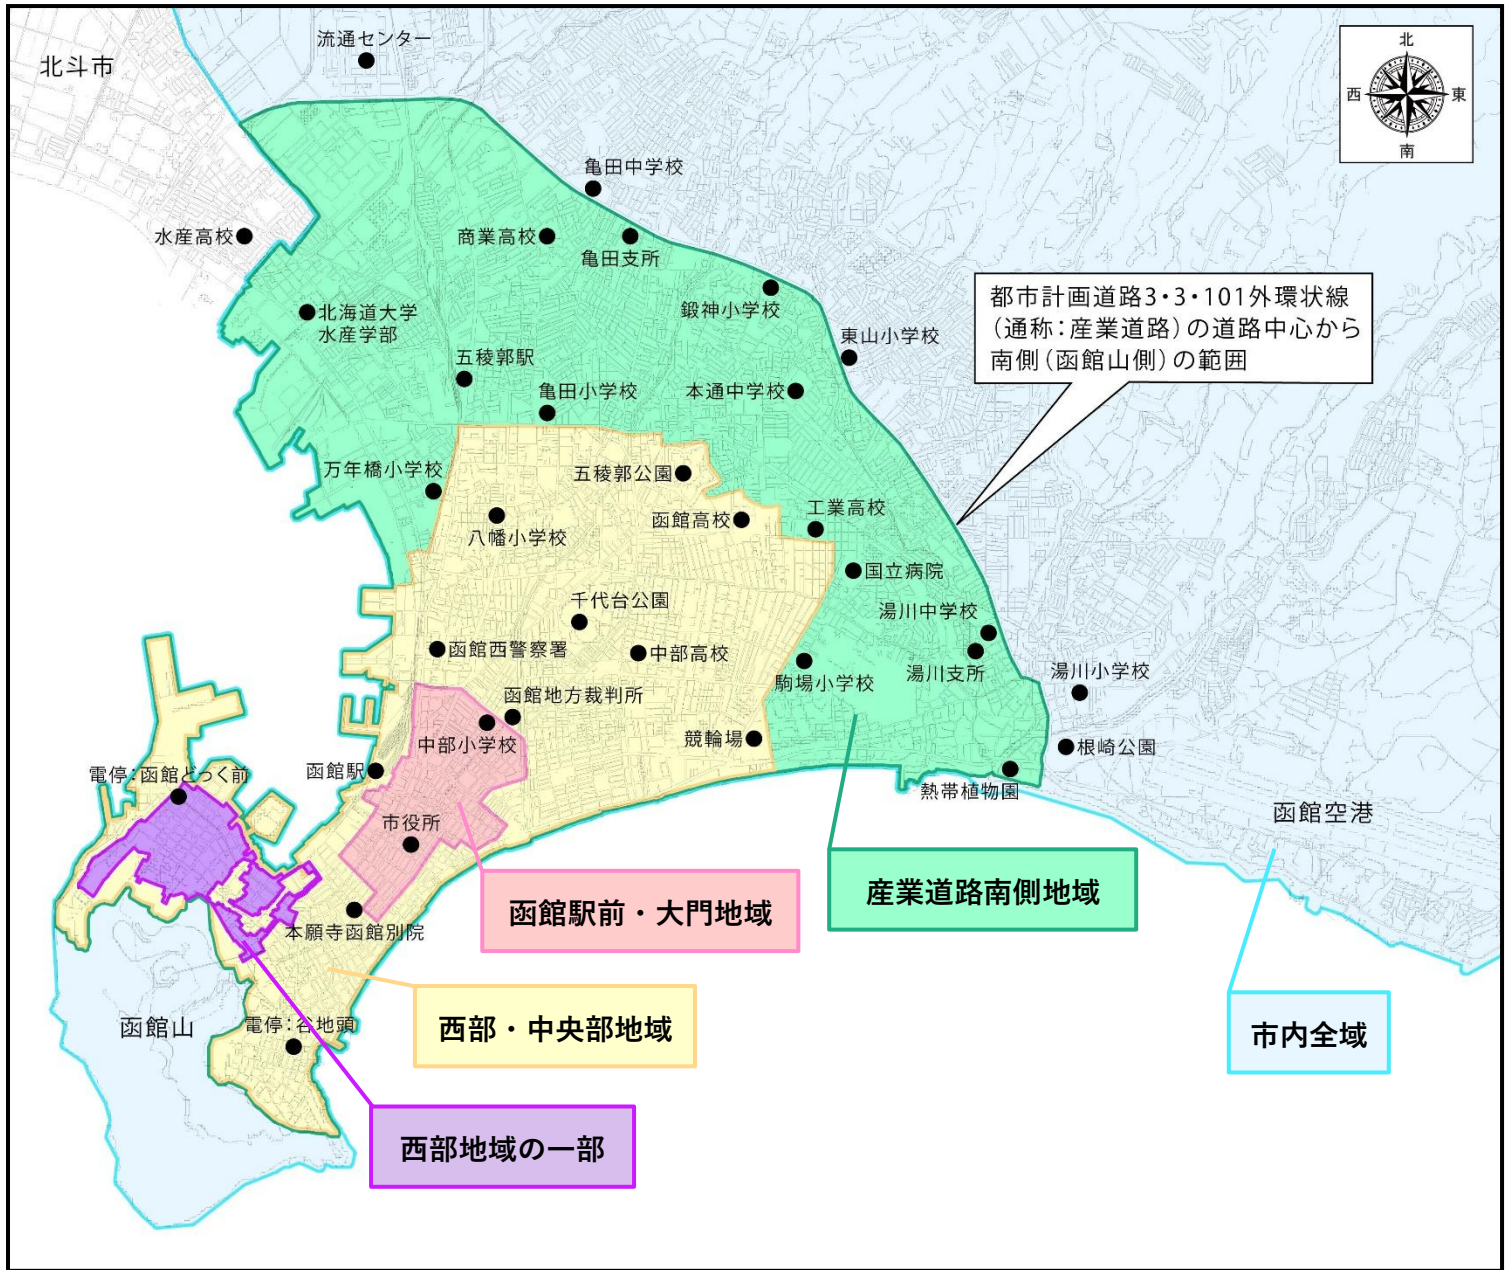 流通センター
北斗市
北
西
東
南
亀田中学校
水産高校
商業高校
亀田支所
鍛神小学校
都市計画道路3・3・101外環状線
(通称:産業道路)の道路中心から
南側(函館山側)の範囲
北海道大学
水産学部
東山小学校
五稜郭駅
亀田小学校
本通中学校
万年橋小学校
五稜郭公園
八幡小学校
函館高校
工業高校
国立病院
千代台公園
湯川中学校
函館西警察署
中部高校
駒場小学校
湯川支所
湯川小学校
函館地方裁判所
中部小学校
競輪場
根崎公園
函館駅
電停:函館どっく前
熱帯植物園
函館空港
市役所
産業道路南側地域
函館駅前・大門地域
本願寺函館別院
西部・中央部地域
市内全域
函館山
電停:谷地頭
西部地域の一部